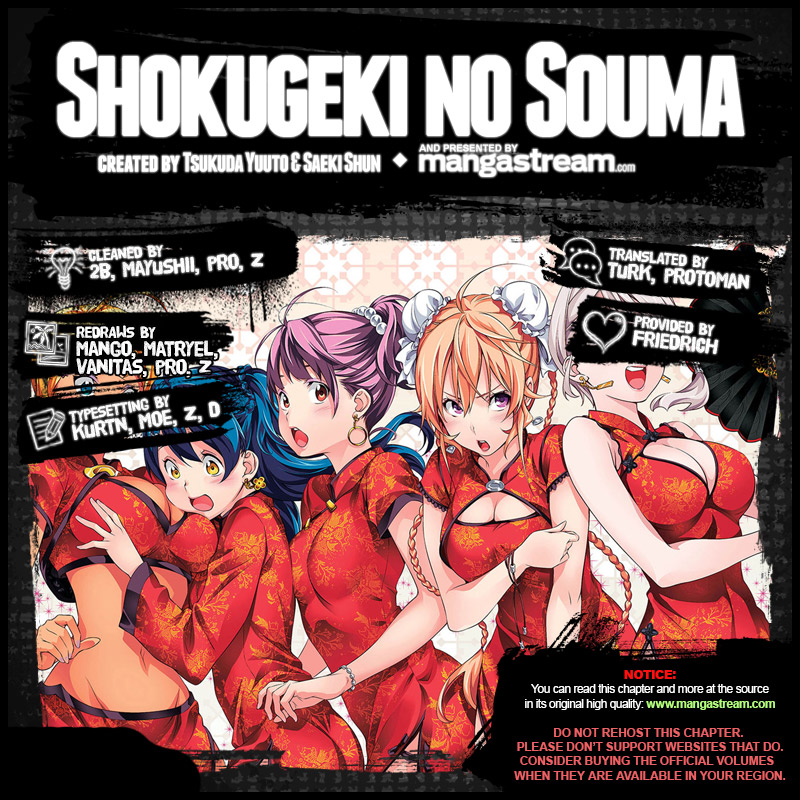 SHOKUGEKI NO SOUMA
CREATED BY TSUKUDA YUUTO & SAEKI SHUN ◆ AND PRESENTED BY
mangastream.com
CLEANED BY
2B, MAYUSHII, PRO, Z
TRANSLATED BY
TURK, PROTOMAN
REDRAWS BY
MANGO, MATRYEL,
VANITAS, PRO, Z
PROVIDED BY
FRIEDRICH
TYPESETTING BY
KURTN, MOE, Z, D
NOTICE:
You can read this chapter and more at the source
in its original high quality: www.mangastream.com
DO NOT REHOST THIS CHAPTER.
PLEASE DON'T SUPPORT WEBSITES THAT DO.
CONSIDER BUYING THE OFFICIAL VOLUMES
WHEN THEY ARE AVAILABLE IN YOUR REGION.